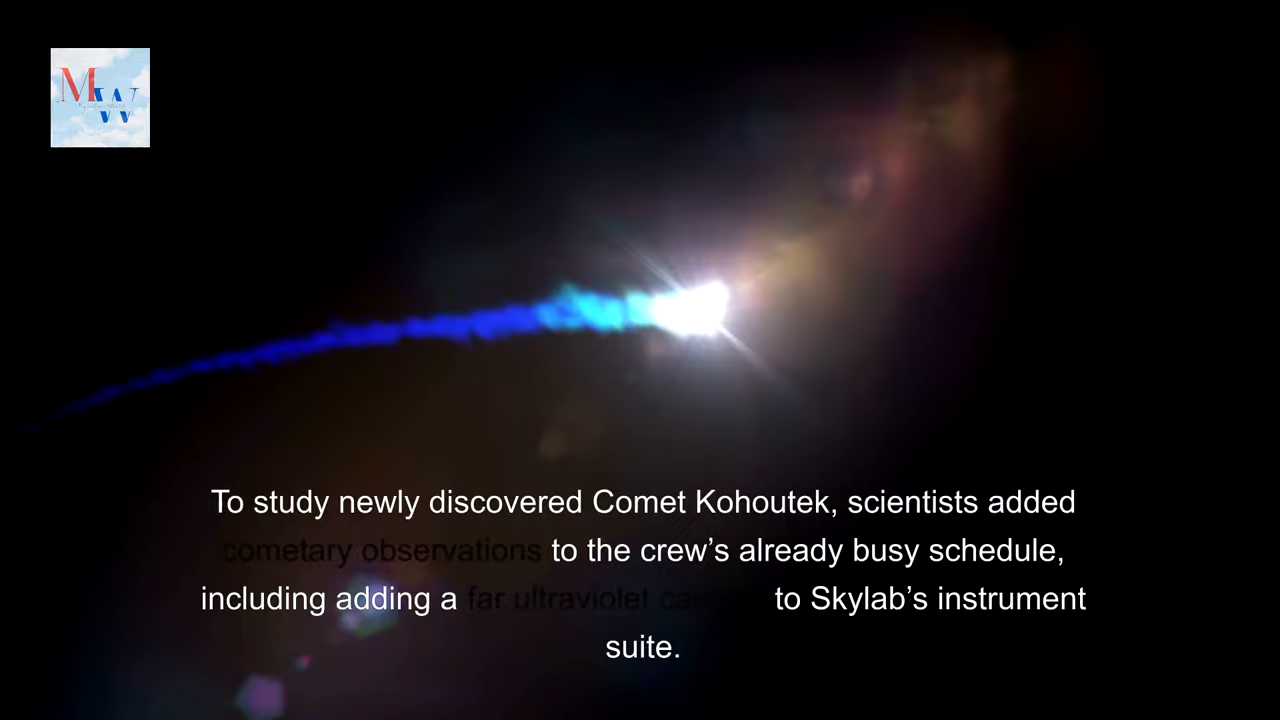 MW
To study newly discovered Comet Kohoutek, scientists added
cometary observations to the crew’s already busy schedule,
including adding a far ultraviolet to Skylab’s instrument
suite.